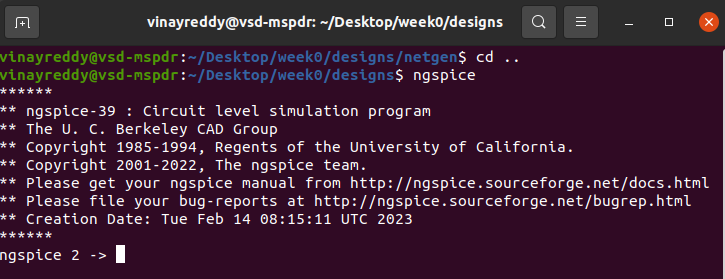 vinayreddy@vsd-mspdr: ~/Desktop/week0/designs
vinayreddy@vsd-mspdr:~/Desktop/week0/designs/netgen$ cd ..
vinayreddy@vsd-mspdr:~/Desktop/week0/designs$ ngspice
******
** ngspice-39 : Circuit level simulation program
** The U. C. Berkeley CAD Group
** Copyright 1985-1994, Regents of the University of California.
** Copyright 2001-2022, The ngspice team.
** Please get your ngspice manual from http://ngspice.sourceforge.net/docs.html
** Please file your bug-reports at http://ngspice.sourceforge.net/bugrep.html
** Creation Date: Tue Feb 14 08:15:11 UTC 2023
******
ngspice 2 ->